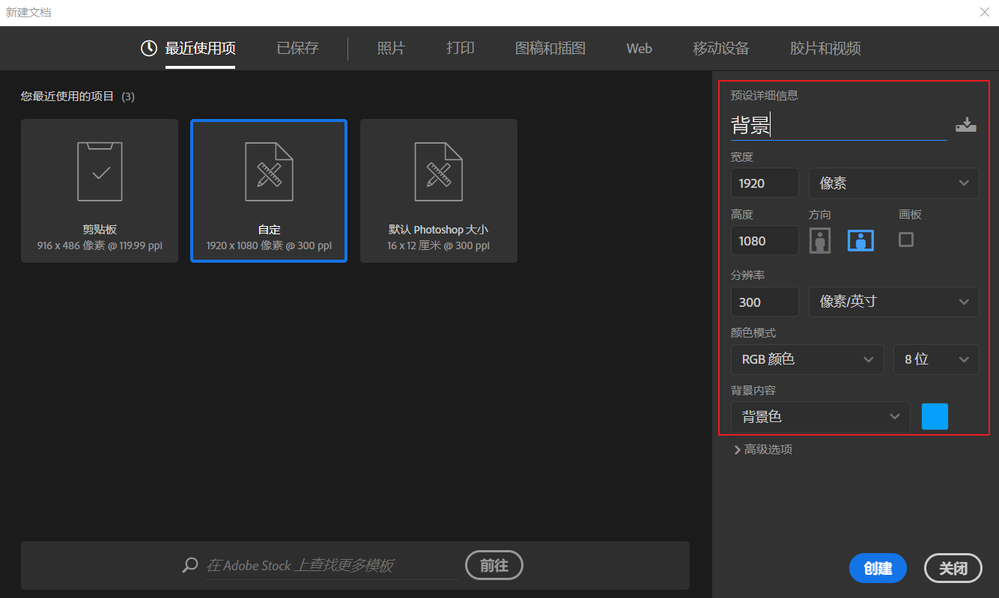 新建文档
最近使用项 已保存 照片 打印 图稿和插图 Web 移动设备 胶片和视频
您最近使用的项目 (3)
剪贴板
916 x 486 像素 @ 119.99 ppi
自定
1920 x 1080 像素 @ 300 ppi
默认 Photoshop 大小
16 x 12 厘米 @ 300 ppi
在 Adobe Stock 上查找更多模板 前往
预设详细信息
背景
宽度
1920 像素
高度 方向 画板
1080
分辨率
300 像素/英寸
颜色模式
RGB 颜色 8 位
背景内容
背景色
高级选项
创建 关闭